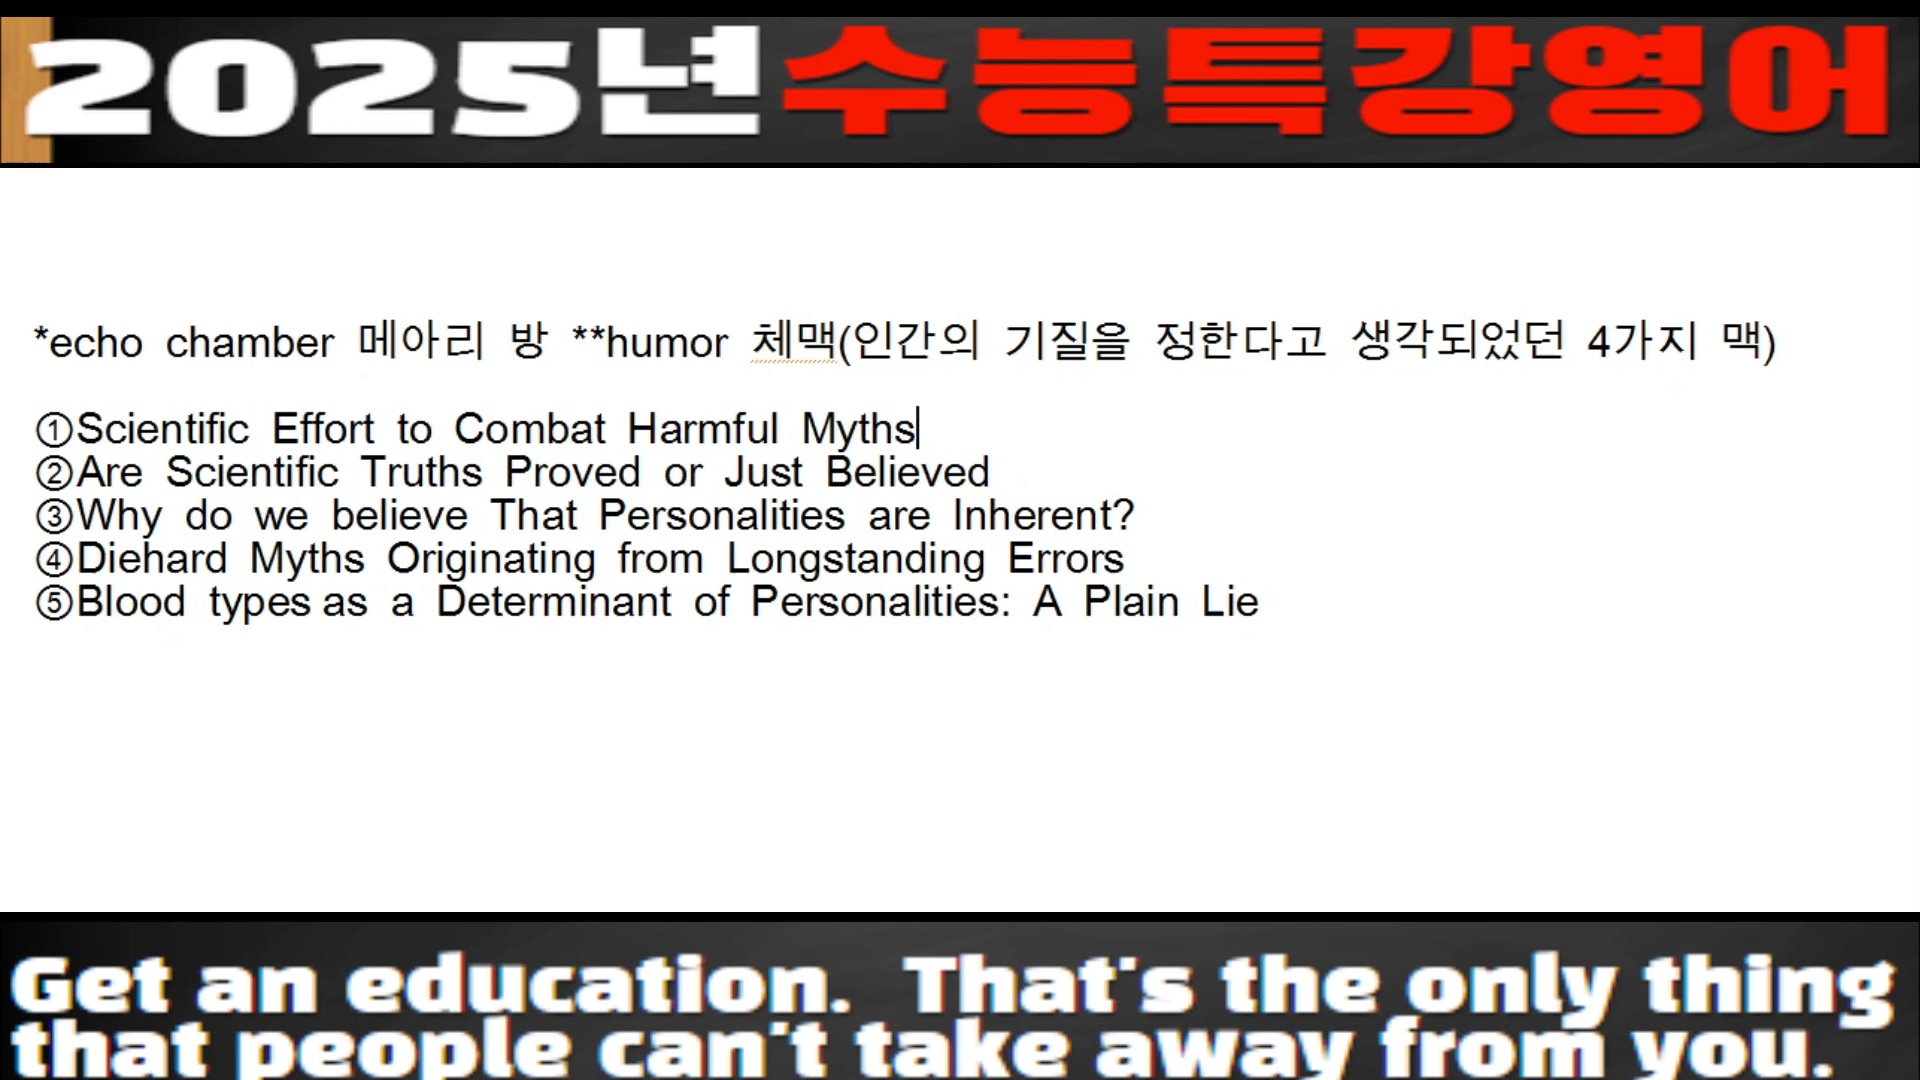 2025년수능특강영어
*echo chamber 메아리 방 **humor 체맥(인간의 기질을 정한다고 생각되었던 4가지 맥)
①Scientific Effort to Combat Harmful Myths
②Are Scientific Truths Proved or Just Believed
③Why do we believe That Personalities are Inherent?
④Diehard Myths Originating from Longstanding Errors
⑤Blood types as a Determinant of Personalities: A Plain Lie
Get an education. That's the only thing
that people can't take away from you.